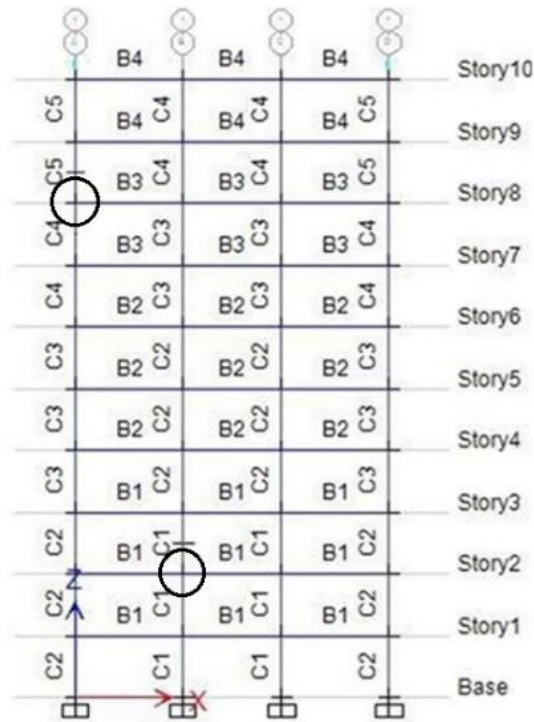 B4 B4 B4 Story10
C5 B4 C4 B4 C4 B4 C5 Story9
C5 B3 C4 B3 C4 B3 C5 Story8
C4 B3 C3 B3 C3 B3 C4 Story7
C4 B2 C3 B2 C3 B2 C4 Story6
C3 B2 C2 B2 C2 B2 C3 Story5
C3 B2 C2 B2 C2 B2 C3 Story4
C3 B1 C2 B1 C2 B1 C3 Story3
C2 B1 C1 B1 C1 B1 C2 Story2
Z
C2 B1 C1 B1 C1 B1 C2 Story1
C2 C1 C1 C2 Base
X